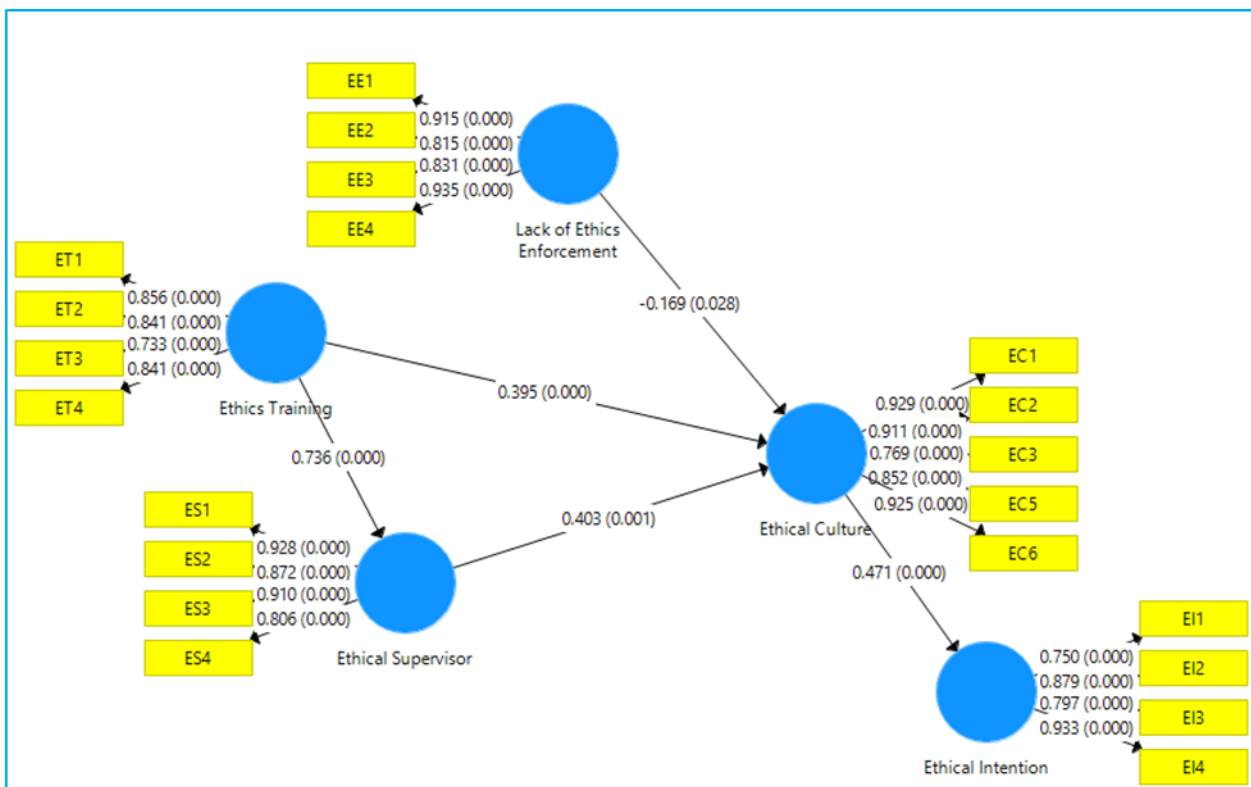 EE1
EE2
EE3
EE4
0.915 (0.000)
0.815 (0.000)
0.831 (0.000)
0.935 (0.000)
Lack of Ethics
Enforcement
-0.169 (0.028)
ET1
ET2
ET3
ET4
0.856 (0.000)
0.841 (0.000)
0.733 (0.000)
0.841 (0.000)
Ethics Training
0.395 (0.000)
0.736 (0.000)
EC1
EC2
EC3
EC5
EC6
0.929 (0.000)
0.911 (0.000)
0.769 (0.000)
0.852 (0.000)
0.925 (0.000)
Ethical Culture
ES1
ES2
ES3
ES4
0.928 (0.000)
0.872 (0.000)
0.910 (0.000)
0.806 (0.000)
Ethical Supervisor
0.403 (0.001)
0.471 (0.000)
EI1
EI2
EI3
EI4
0.750 (0.000)
0.879 (0.000)
0.797 (0.000)
0.933 (0.000)
Ethical Intention